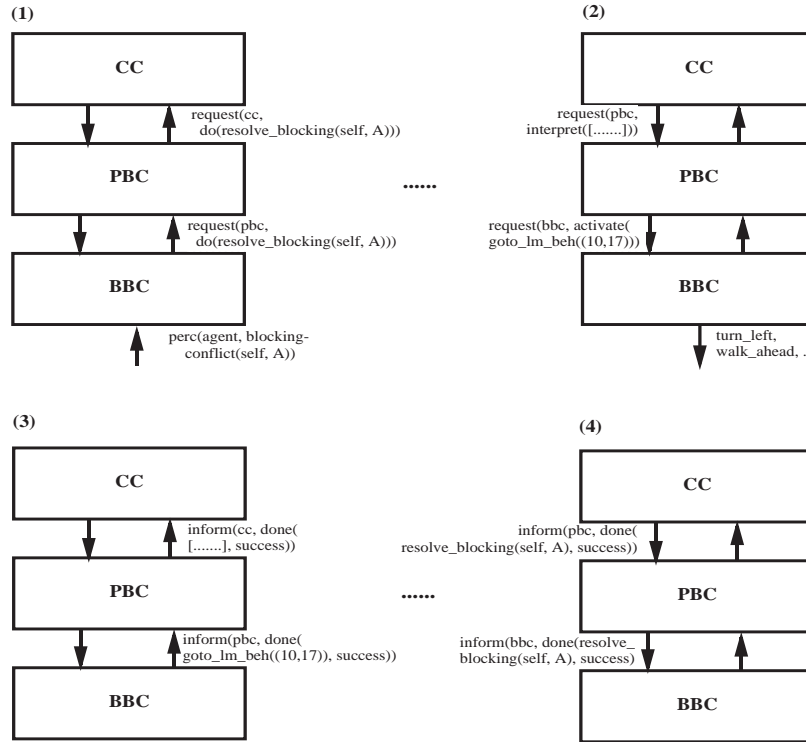 (1)
CC
request(cc,
do(resolve_blocking(self, A)))
PBC
request(pbc,
do(resolve_blocking(self, A)))
BBC
perc(agent, blocking-
conflict(self, A))
......
(2)
CC
request(pbc,
interpret([.......]))
PBC
request(bbc, activate(
goto_lm_beh((10,17)))
BBC
turn_left,
walk_ahead, .
(3)
CC
inform(cc, done(
[.......], success))
PBC
inform(pbc, done(
goto_lm_beh((10,17)), success))
BBC
......
(4)
CC
inform(pbc, done(
resolve_blocking(self, A), success))
PBC
inform(bbc, done(resolve_
blocking(self, A), success)
BBC